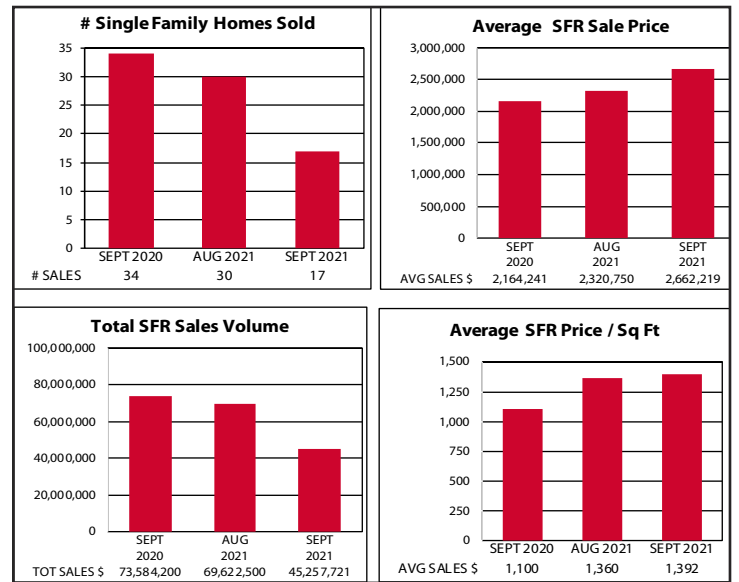 # Single Family Homes Sold
35
30
25
20
15
10
5
0
SEPT 2020 AUG 2021 SEPT 2021
# SALES 34 30 17
Average SFR Sale Price
3,000,000
2,500,000
2,000,000
1,500,000
1,000,000
500,000
0
SEPT AUG SEPT
2020 2021 2021
AVG SALES $ 2,164,241 2,320,750 2,662,219
Total SFR Sales Volume
100,000,000
80,000,000
60,000,000
40,000,000
20,000,000
0
SEPT AUG SEPT
2020 2021 2021
TOT SALES $ 73,584,200 69,622,500 45,257,721
Average SFR Price / Sq Ft
1,500
1,250
1,000
750
500
250
0
SEPT 2020 AUG 2021 SEPT 2021
AVG SALES $ 1,100 1,360 1,392